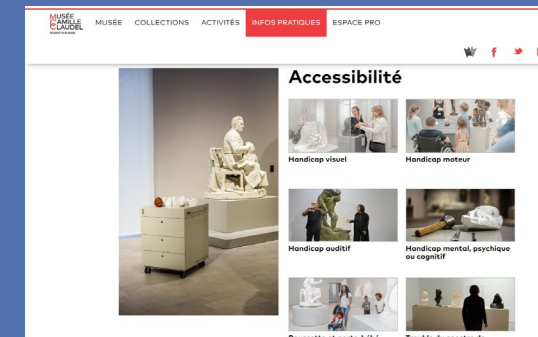 MUSÉE
CAMILLE
CLAUDEL
MUSÉE COLLECTIONS ACTIVITÉS INFOS PRATIQUES ESPACE PRO
Accessibilité
Handicap visuel
Handicap moteur
Handicap auditif
Handicap mental, psychique
ou cognitif